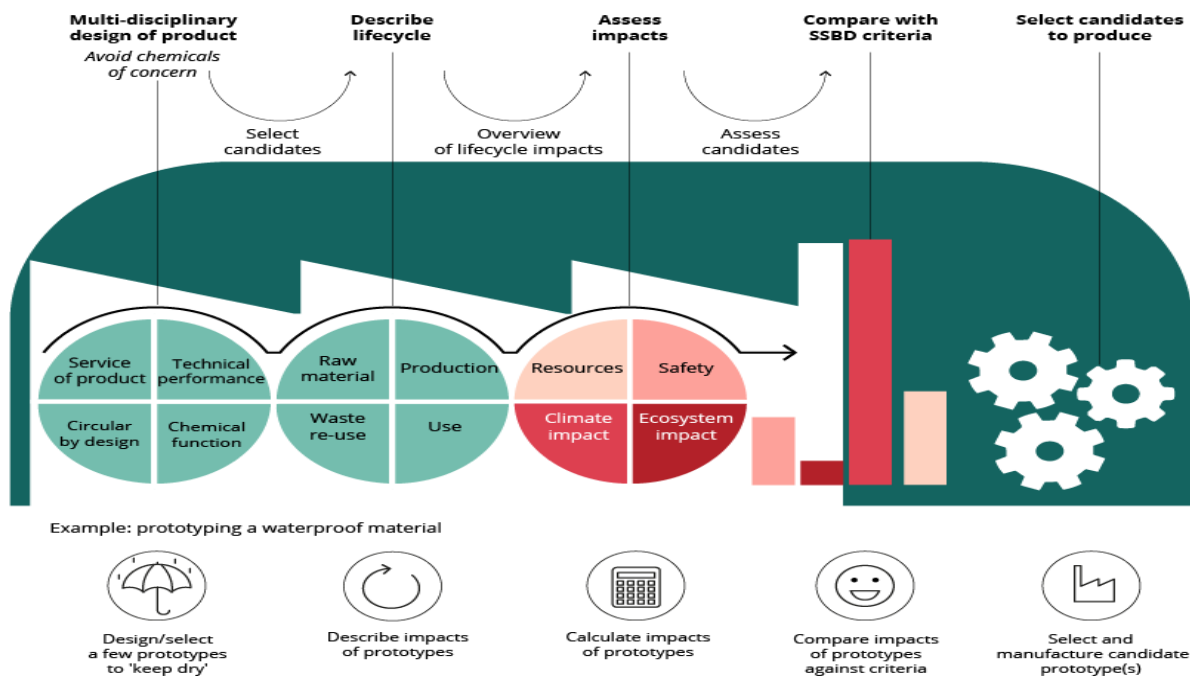 Multi-disciplinary
design of product
Avoid chemicals
of concern
Describe
lifecycle
Assess
impacts
Compare with
SSBD criteria
Select candidates
to produce
Select
candidates
Overview
of lifecycle impacts
Assess
candidates
Service
of product
Technical
performance
Circular
by design
Chemical
function
Raw
material
Production
Waste
re-use
Use
Resources
Safety
Climate
impact
Ecosystem
impact
Example: prototyping a waterproof material
Design/select
a few prototypes
to 'keep dry'
Describe impacts
of prototypes
Calculate impacts
of prototypes
Compare impacts
of prototypes
against criteria
Select and
manufacture candidate
prototype(s)